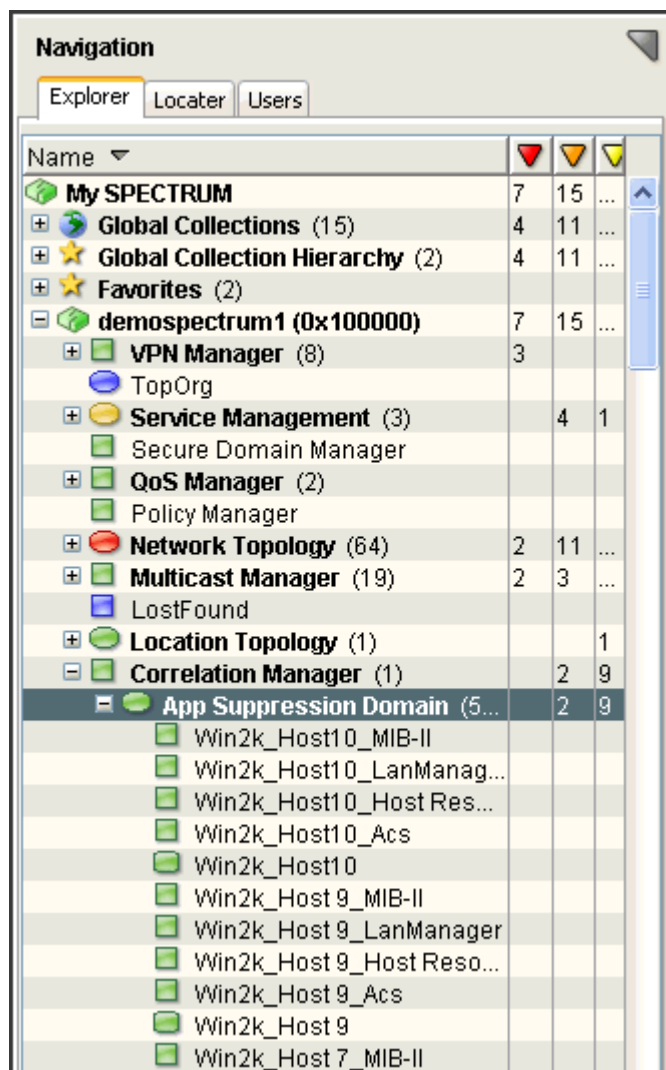 Navigation
Explorer Locater Users
Name
My SPECTRUM 7 15 ...
Global Collections (15) 4 11 ...
Global Collection Hierarchy (2) 4 11 ...
Favorites (2)
demospectrum1 (0x100000) 7 15 ...
VPN Manager (8) 3
TopOrg
Service Management (3) 4 1
Secure Domain Manager
QoS Manager (2)
Policy Manager
Network Topology (64) 2 11 ...
Multicast Manager (19) 2 3 ...
LostFound
Location Topology (1) 1
Correlation Manager (1) 2 9
App Suppression Domain (5... 2 9
Win2k_Host10_MIB-II
Win2k_Host10_LanManag...
Win2k_Host10_Host Res...
Win2k_Host10_Acs
Win2k_Host10
Win2k_Host 9_MIB-II
Win2k_Host 9_LanManager
Win2k_Host 9_Host Reso...
Win2k_Host 9_Acs
Win2k_Host 9
Win2k_Host 7_MIB-II